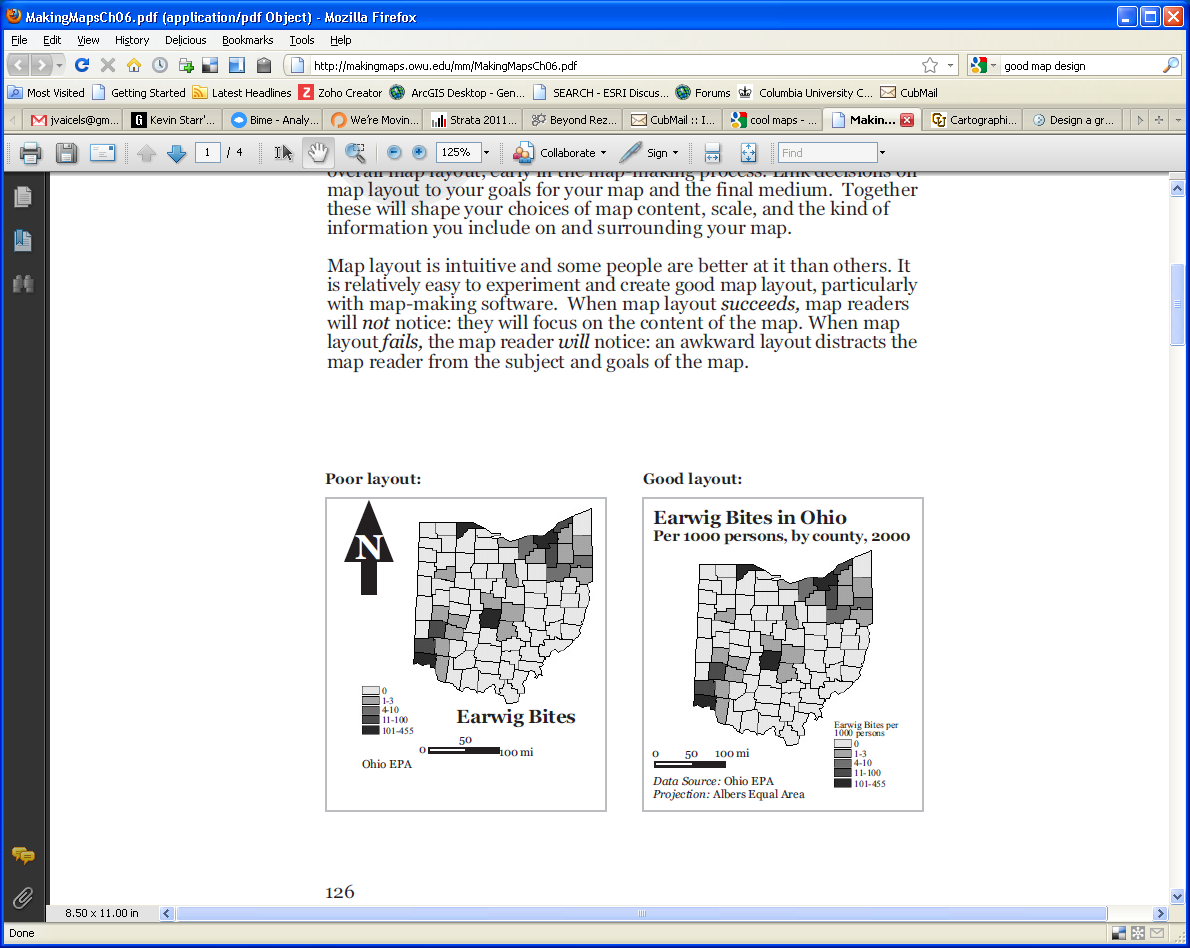 MakingMapsCh06.pdf (application/pdf Object) - Mozilla Firefox
File Edit View History Delicious Bookmarks Tools Help
http://makingmaps.owu.edu/mm/MakingMapsCh06.pdf good map design
Most Visited Getting Started Latest Headlines Zoho Creator ArcGIS Desktop - Gen... SEARCH - ESRI Discus... Forums Columbia University C... CubMail
jvaicels@gm... Kevin Starr'... Bime - Analy... We're Movin... Strata 2011... Beyond Rez... CubMail :: I... cool maps - ... Makin... Cartographi... Design a gr...
1 / 4 125% Collaborate Sign Find
overall map layout, early in the map-making process. Link decisions on
map layout to your goals for your map and the final medium. Together
these will shape your choices of map content, scale, and the kind of
information you include on and surrounding your map.
Map layout is intuitive and some people are better at it than others. It
is relatively easy to experiment and create good map layout, particularly
with map-making software. When map layout succeeds, map readers
will not notice: they will focus on the content of the map. When map
layout fails, the map reader will notice: an awkward layout distracts the
map reader from the subject and goals of the map.
Poor layout:
N
0
1-3
4-10
11-100
101-455
Earwig Bites
0 50 100 mi
Ohio EPA
Good layout:
Earwig Bites in Ohio
Per 1000 persons, by county, 2000
Earwig Bites per
1000 persons
0
1-3
4-10
11-100
101-455
0 50 100 mi
Data Source: Ohio EPA
Projection: Albers Equal Area
126
8.50 x 11.00 in
Done